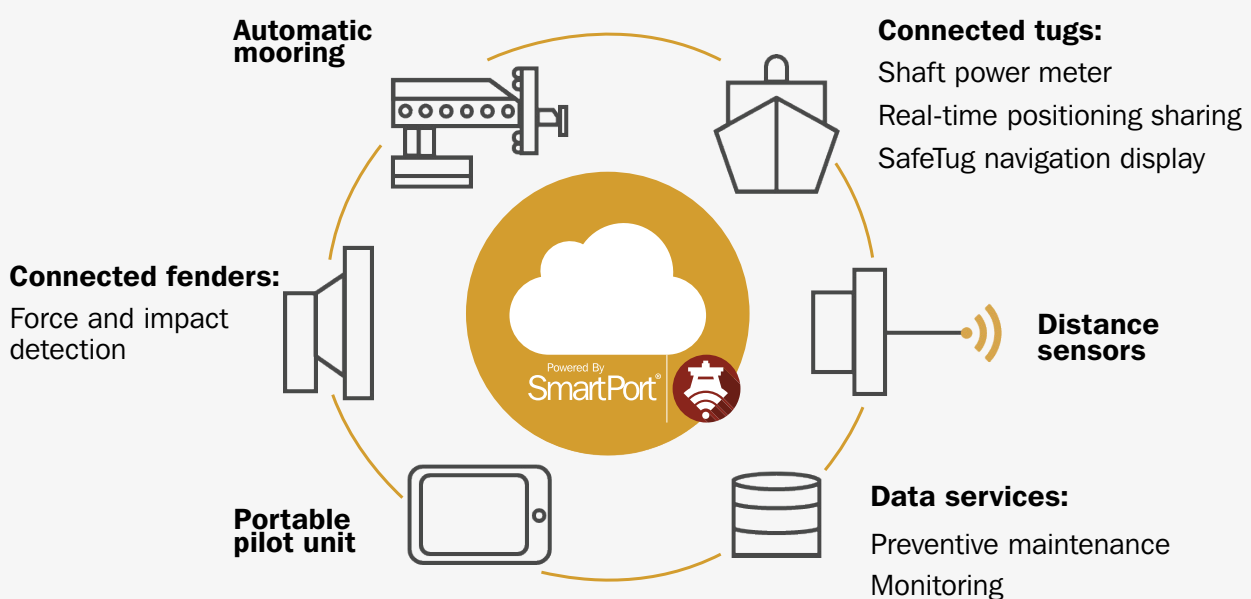 Automatic
mooring
Connected tugs:
Shaft power meter
Real-time positioning sharing
SafeTug navigation display
Connected fenders:
Force and impact
detection
Distance
sensors
Powered By
SmartPort®
Portable
pilot unit
Data services:
Preventive maintenance
Monitoring